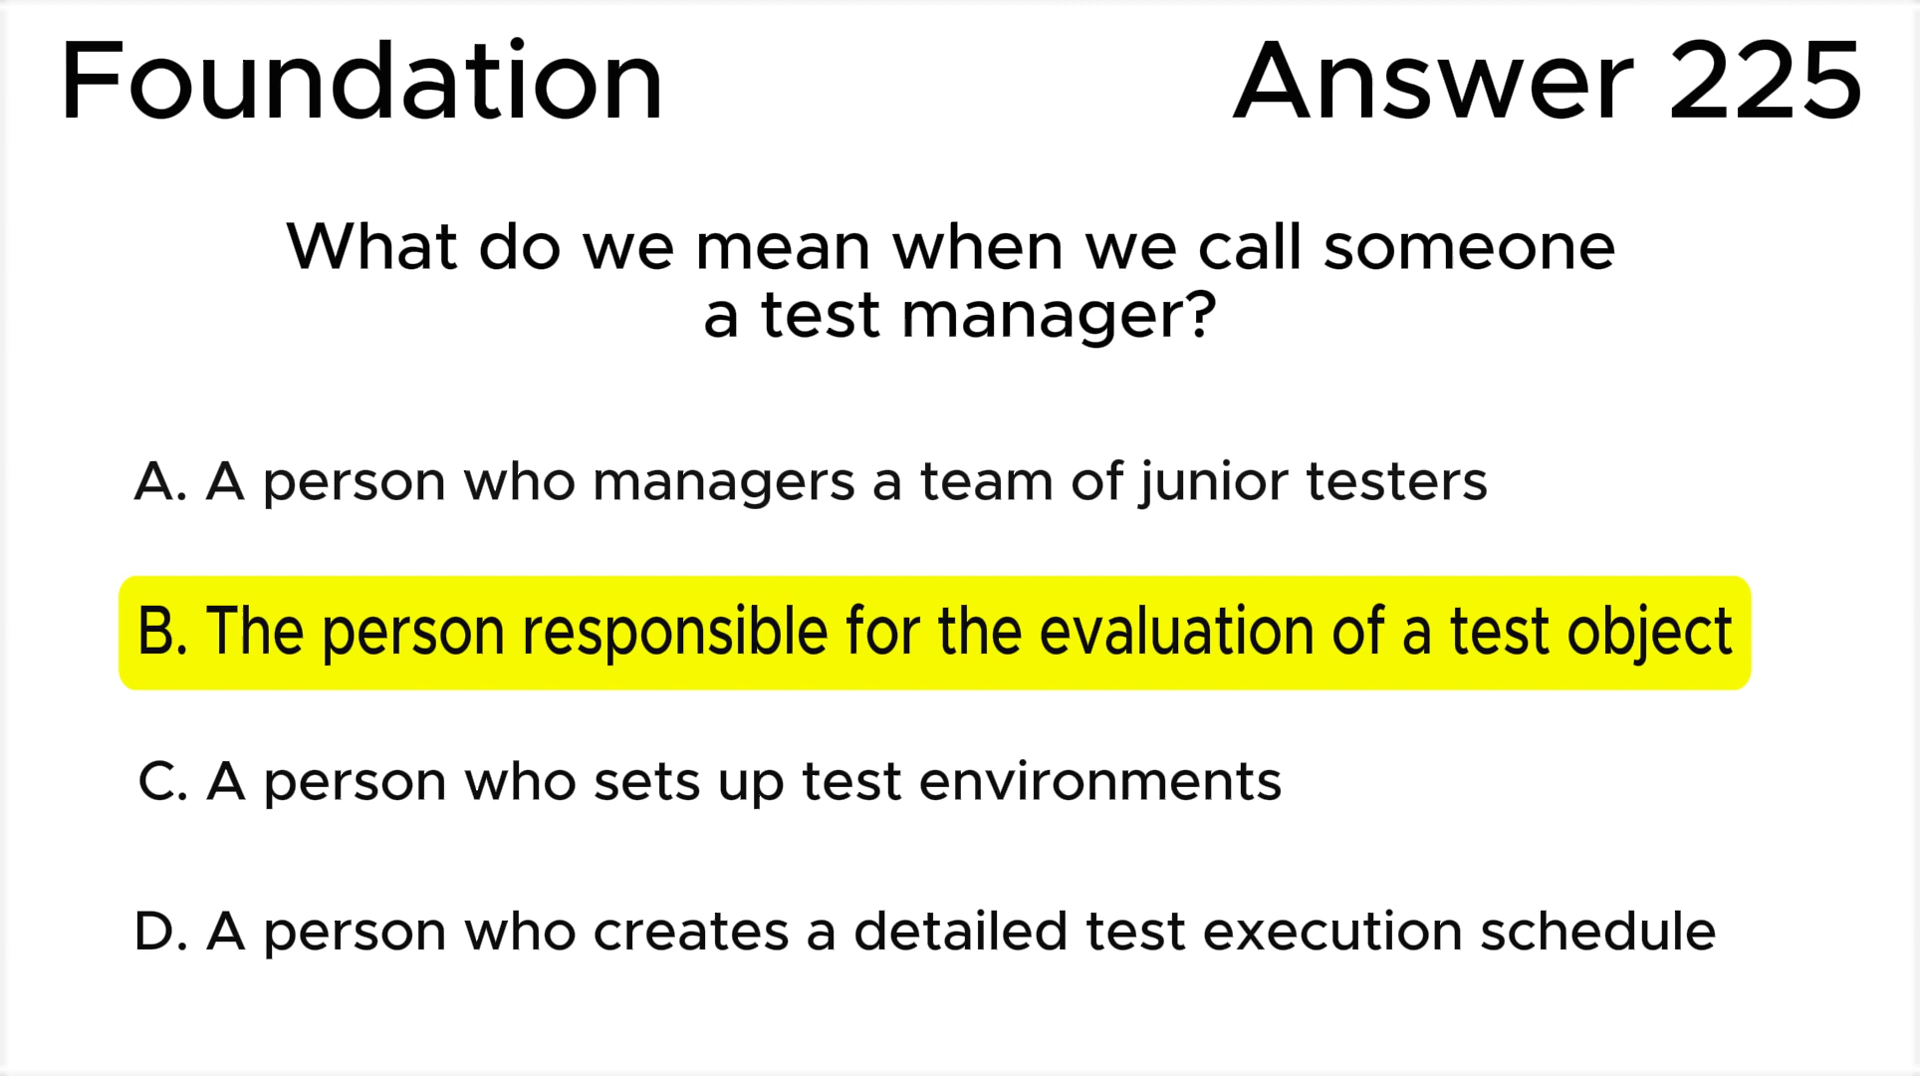 Foundation
Answer 225
What do we mean when we call someone
a test manager?
A. A person who managers a team of junior testers
B. The person responsible for the evaluation of a test object
C. A person who sets up test environments
D. A person who creates a detailed test execution schedule